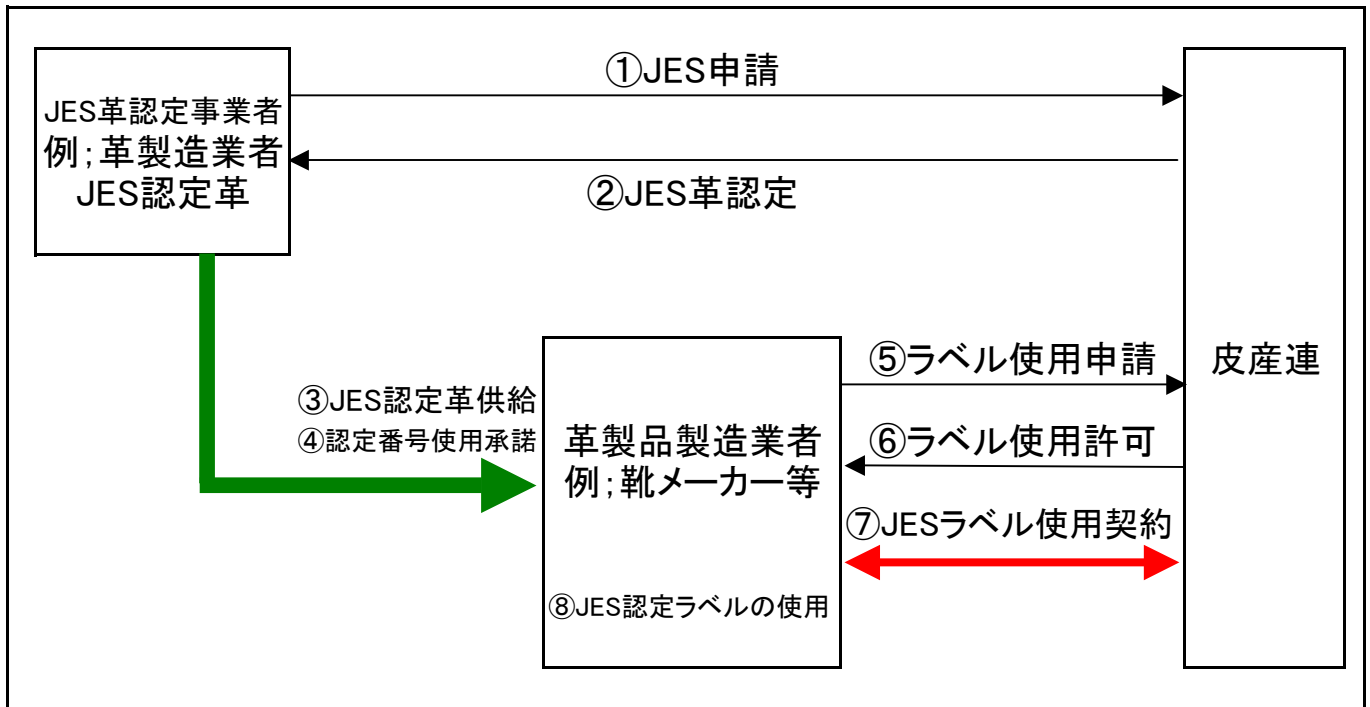 ①JES申請
JES革認定事業者
例;革製造業者
JES認定革
②JES革認定
③JES認定革供給
④認定番号使用承諾
革製品製造業者
例;靴メーカー等
⑧JES認定ラベルの使用
⑤ラベル使用申請
⑥ラベル使用許可
⑦JESラベル使用契約
皮産連